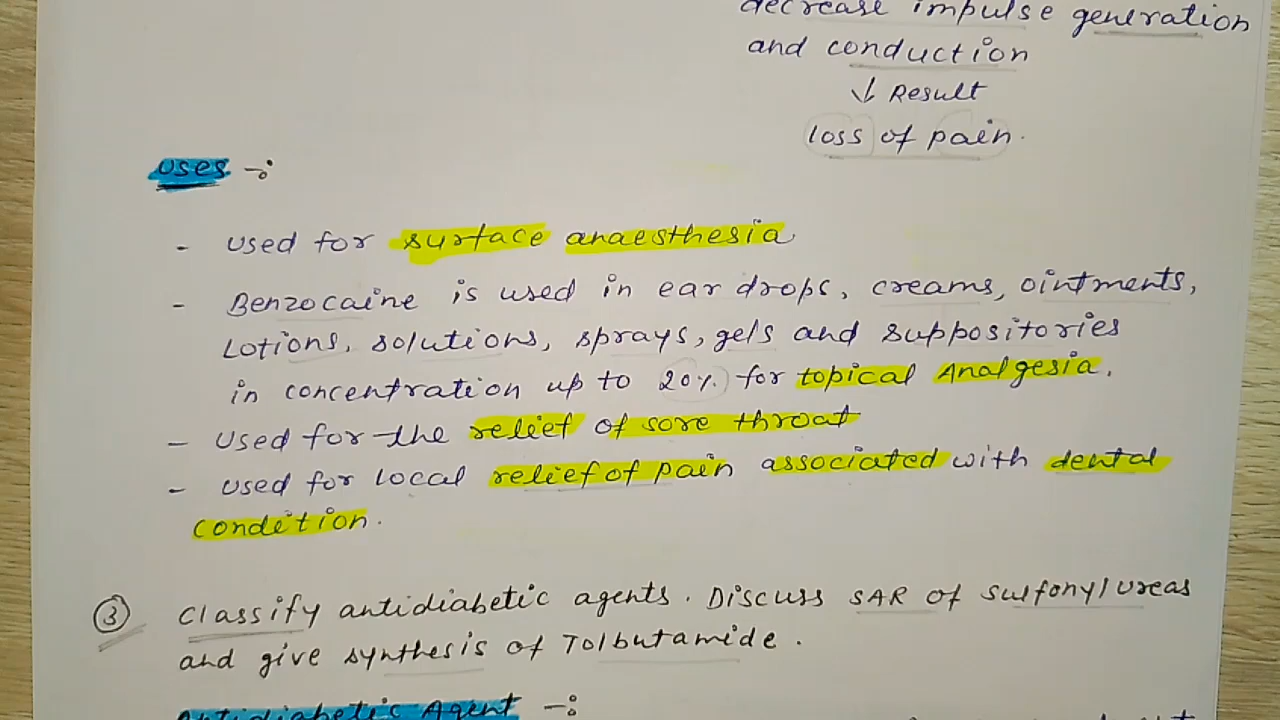 decrease impulse generation
and conduction
↓ Result
loss of pain.
Uses -:
- Used for surface anaesthesia
- Benzocaine is used in ear drops, creams, ointments,
Lotions, solutions, sprays, gels and suppositories
in concentration up to 20% for topical Analgesia.
- Used for the relief of sore throat
- Used for local relief of pain associated with dental
condition.
③ Classify antidiabetic agents. Discuss SAR of sulfonylureas
and give synthesis of Tolbutamide.
Antidiabetic Agent -: